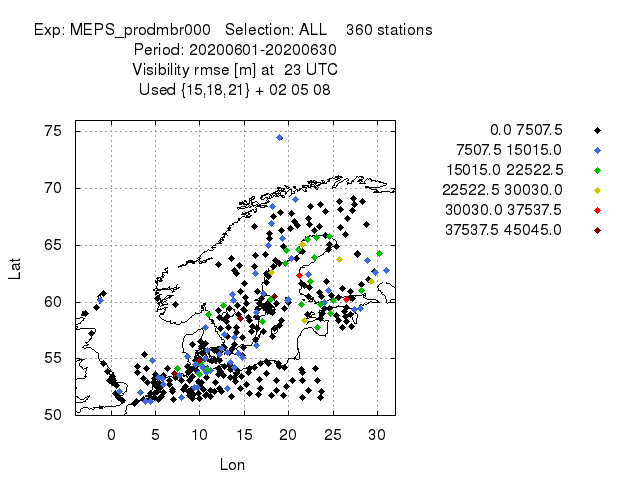 Exp: MEPS_prodmbr000 Selection: ALL 360 stations
Period: 20200601-20200630
Visibility rmse [m] at 23 UTC
Used {15,18,21} + 02 05 08
0.0 7507.5
7507.5 15015.0
15015.0 22522.5
22522.5 30030.0
30030.0 37537.5
37537.5 45045.0
75
70
65
60
55
50
Lat
0 5 10 15 20 25 30
Lon